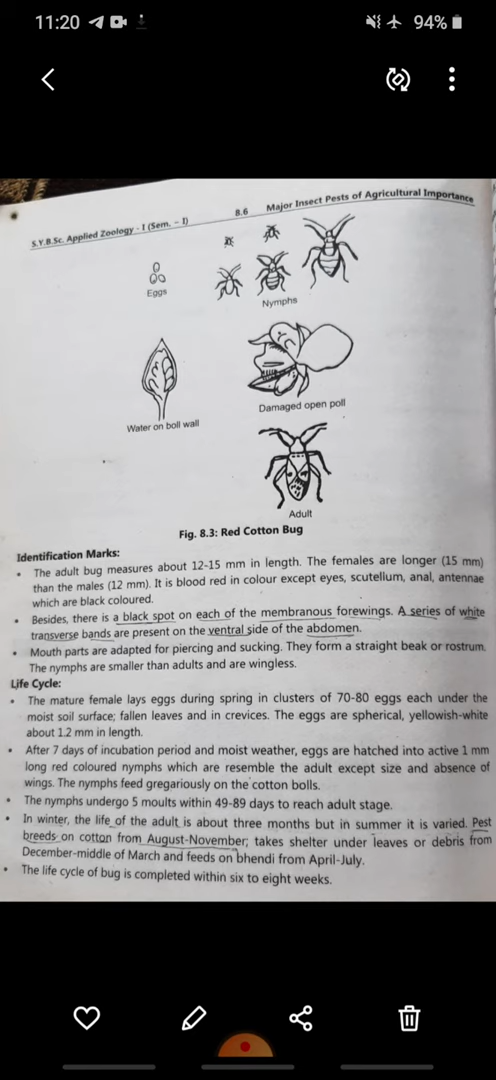 11:20
94%
S.Y.B.Sc. Applied Zoology - I (Sem. - I)
8.6
Major Insect Pests of Agricultural Importance
Eggs
Nymphs
Water on boll wall
Damaged open poll
Adult
Fig. 8.3: Red Cotton Bug
Identification Marks:
• The adult bug measures about 12-15 mm in length. The females are longer (15 mm)
than the males (12 mm). It is blood red in colour except eyes, scutellum, anal, antennae
which are black coloured.
• Besides, there is a black spot on each of the membranous forewings. A series of white
transverse bands are present on the ventral side of the abdomen.
• Mouth parts are adapted for piercing and sucking. They form a straight beak or rostrum.
The nymphs are smaller than adults and are wingless.
Life Cycle:
• The mature female lays eggs during spring in clusters of 70-80 eggs each under the
moist soil surface; fallen leaves and in crevices. The eggs are spherical, yellowish-white
about 1.2 mm in length.
• After 7 days of incubation period and moist weather, eggs are hatched into active 1 mm
long red coloured nymphs which are resemble the adult except size and absence of
wings. The nymphs feed gregariously on the cotton bolls.
• The nymphs undergo 5 moults within 49-89 days to reach adult stage.
• In winter, the life of the adult is about three months but in summer it is varied. Pest
breeds on cotton from August-November; takes shelter under leaves or debris from
December-middle of March and feeds on bhendi from April-July.
• The life cycle of bug is completed within six to eight weeks.